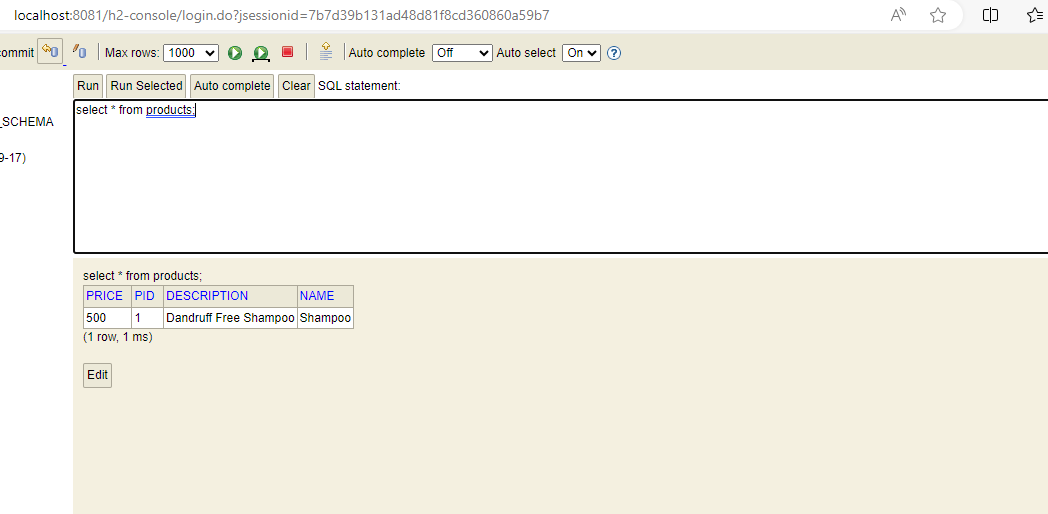 localhost:8081/h2-console/login.do?jsessionid=7b7d39b131ad48d81f8cd360860a59b7
ommit Max rows: 1000 Auto complete Off Auto select On ?
Run Run Selected Auto complete Clear SQL statement:
select * from products;
_SCHEMA
9-17)
select * from products;
PRICE PID DESCRIPTION NAME
500 1 Dandruff Free Shampoo Shampoo
(1 row, 1 ms)
Edit